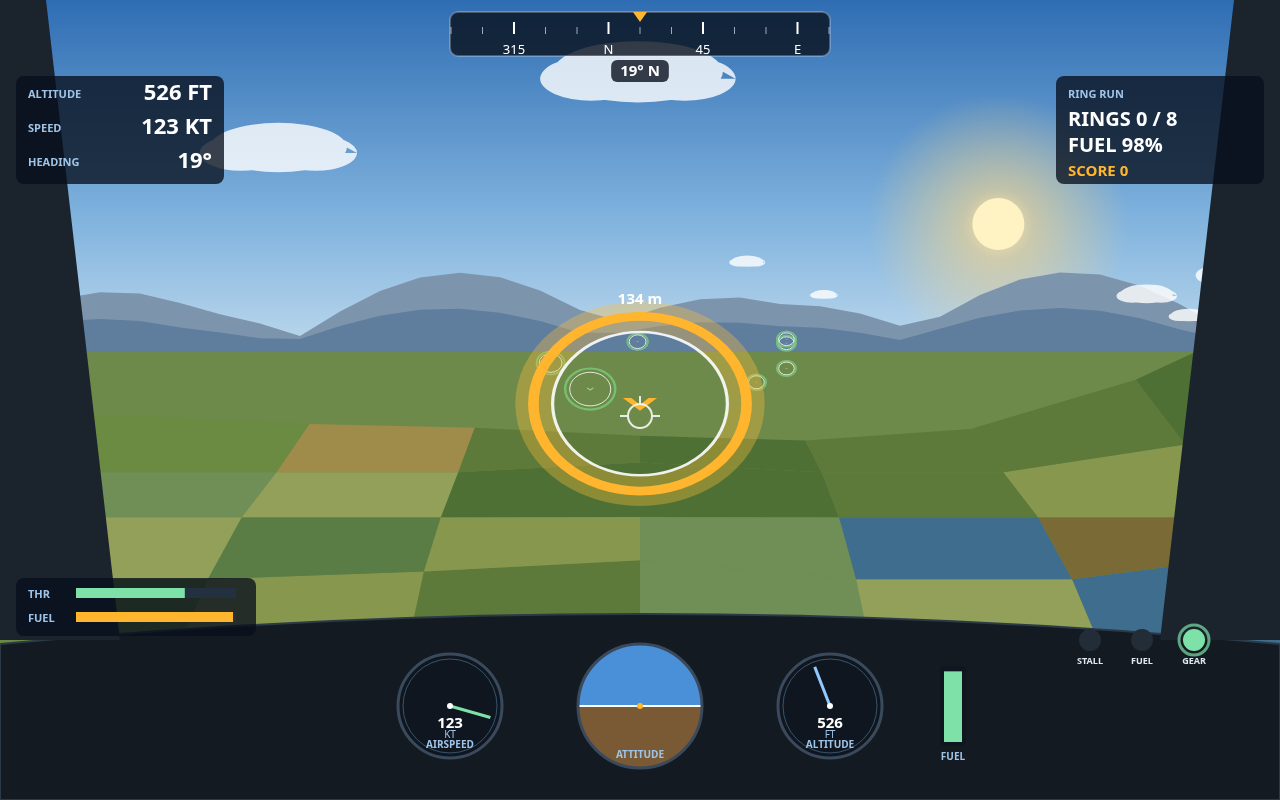 315 N 45 E
19° N
ALTITUDE 526 FT
SPEED 123 KT
HEADING 19°
RING RUN
RINGS 0 / 8
FUEL 98%
SCORE 0
134 m
THR
FUEL
STALL FUEL GEAR
123
KT
AIRSPEED
ATTITUDE
526
FT
ALTITUDE
FUEL